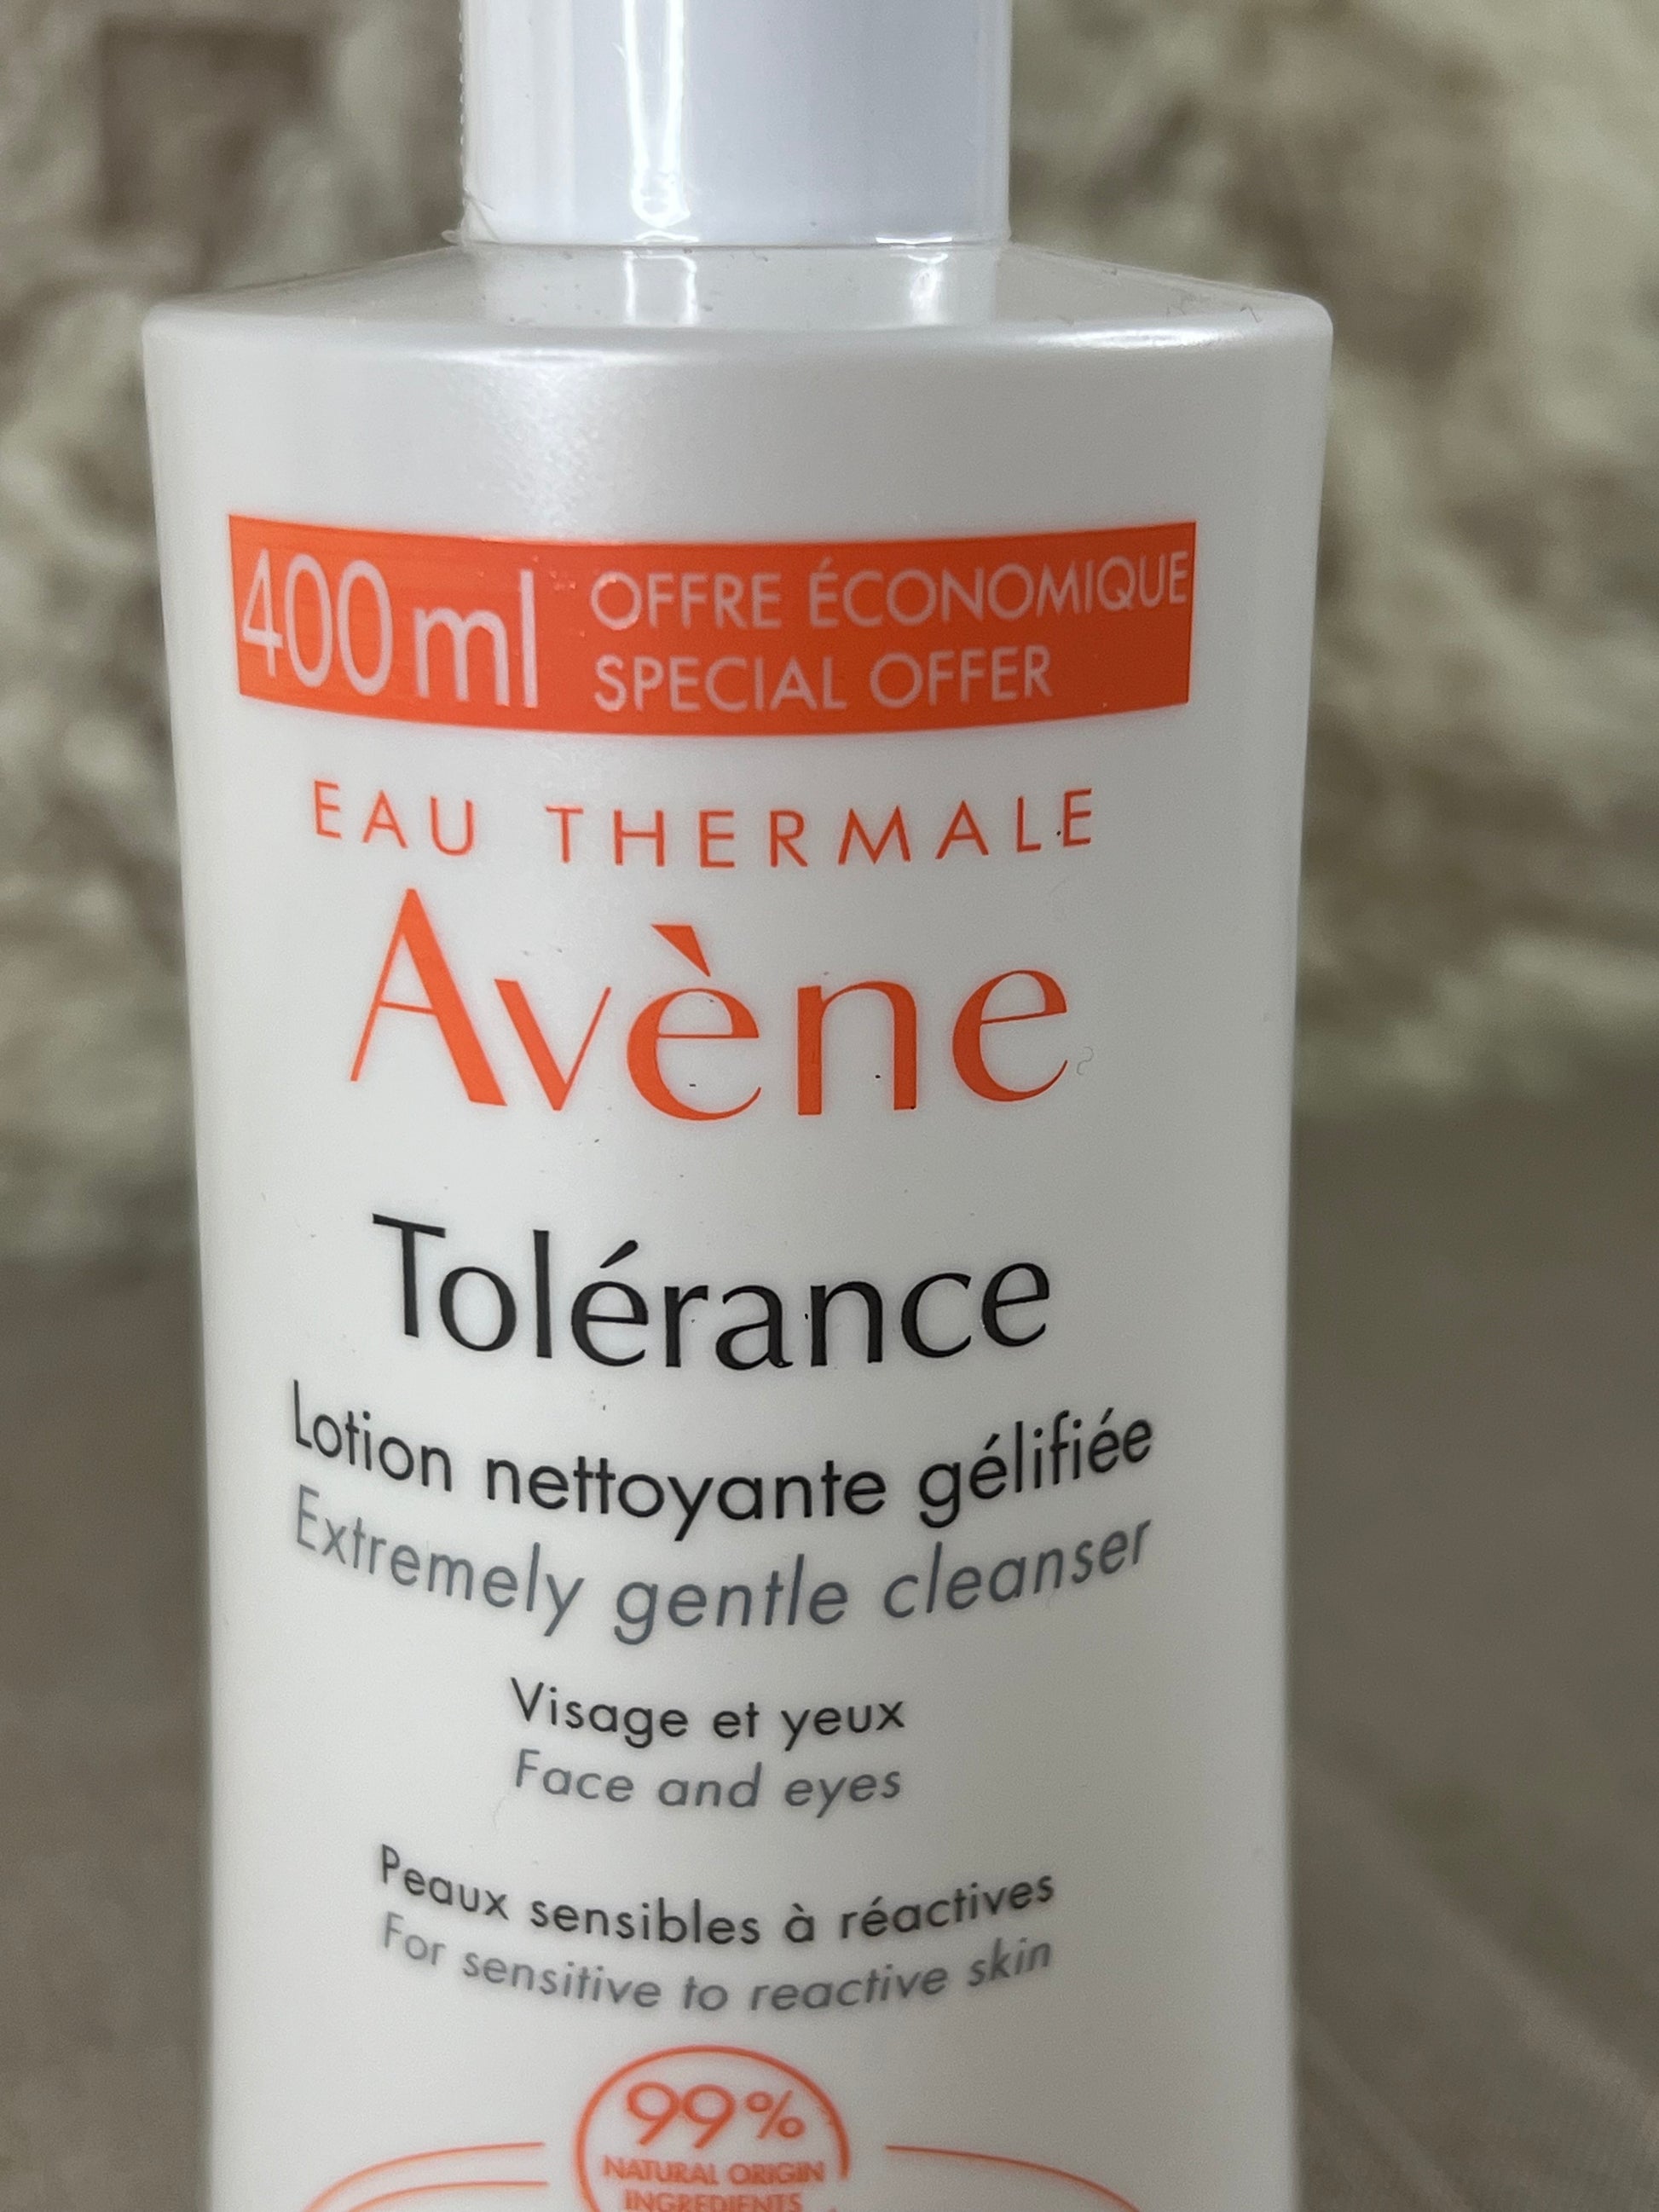 400 ml
OFFRE ÉCONOMIQUE
SPECIAL OFFER
EAU THERMALE
Avène
Tolérance
Lotion nettoyante gélifiée
Extremely gentle cleanser
Visage et yeux
Face and eyes
Peaux sensibles à réactives
For sensitive to reactive skin
99%
NATURAL ORIGIN
INGREDIENTS